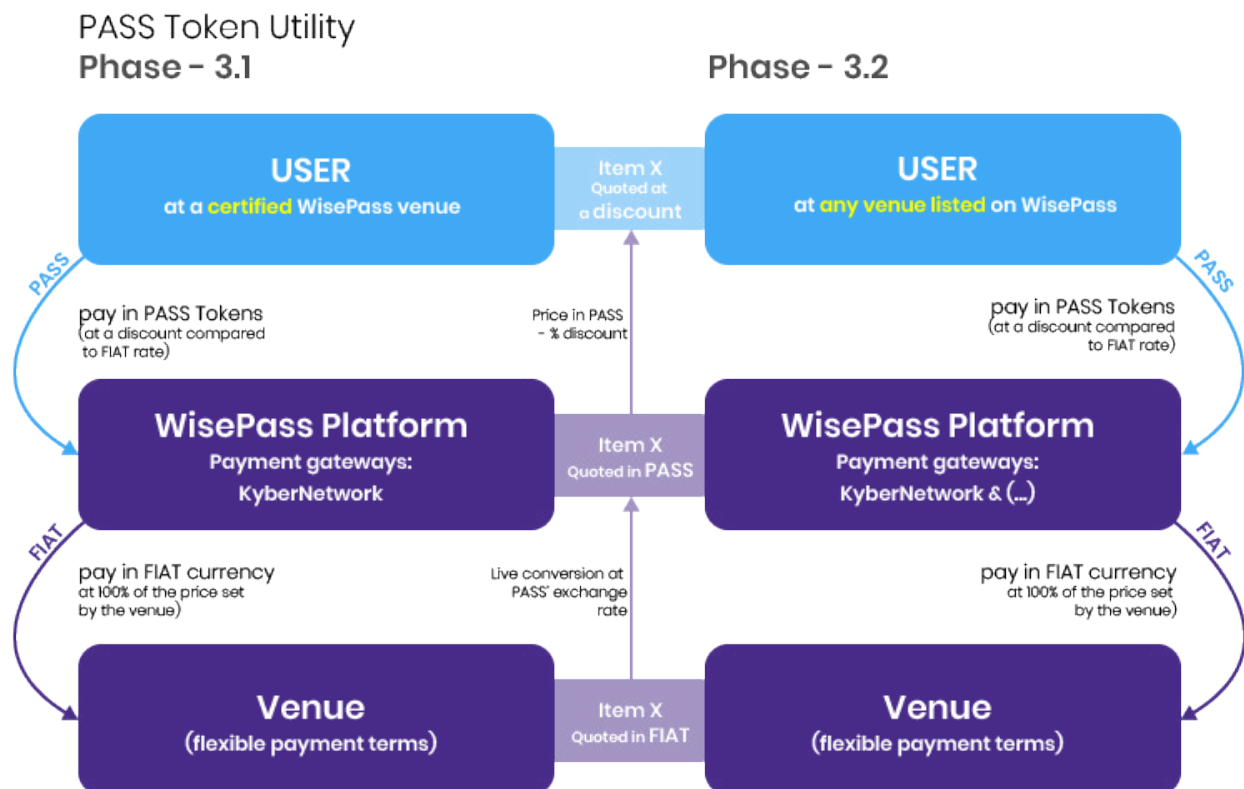 PASS Token Utility
Phase - 3.1
Phase - 3.2
USER
at a certified WisePass venue
Item X
Quoted at
a discount
USER
at any venue listed on WisePass
PASS
pay in PASS Tokens
(at a discount compared
to FIAT rate)
Price in PASS
- % discount
pay in PASS Tokens
(at a discount compared
to FIAT rate)
PASS
WisePass Platform
Payment gateways:
KyberNetwork
Item X
Quoted in PASS
WisePass Platform
Payment gateways:
KyberNetwork & (...)
FIAT
pay in FIAT currency
at 100% of the price set
by the venue)
Live conversion at
PASS' exchange
rate
pay in FIAT currency
at 100% of the price set
by the venue)
FIAT
Venue
(flexible payment terms)
Item X
Quoted in FIAT
Venue
(flexible payment terms)